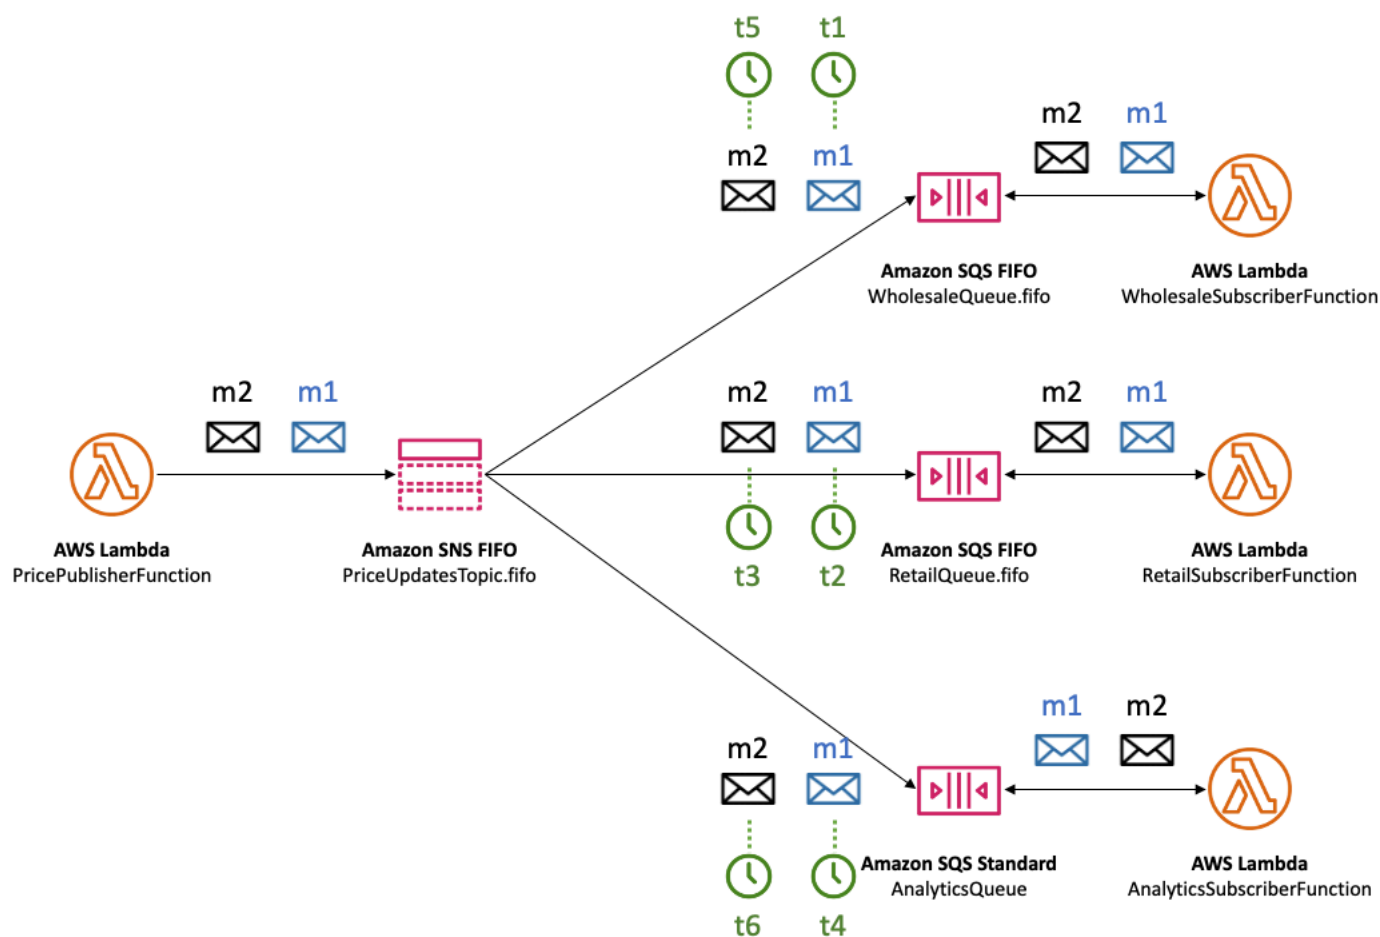 t5 t1
m2 m1
m2 m1
Amazon SQS FIFO
WholesaleQueue.fifo
AWS Lambda
WholesaleSubscriberFunction
m2 m1
m2 m1
m2 m1
AWS Lambda
PricePublisherFunction
Amazon SNS FIFO
PriceUpdatesTopic.fifo
t3 t2
Amazon SQS FIFO
RetailQueue.fifo
AWS Lambda
RetailSubscriberFunction
m1 m2
m2 m1
Amazon SQS Standard
AnalyticsQueue
AWS Lambda
AnalyticsSubscriberFunction
t6 t4